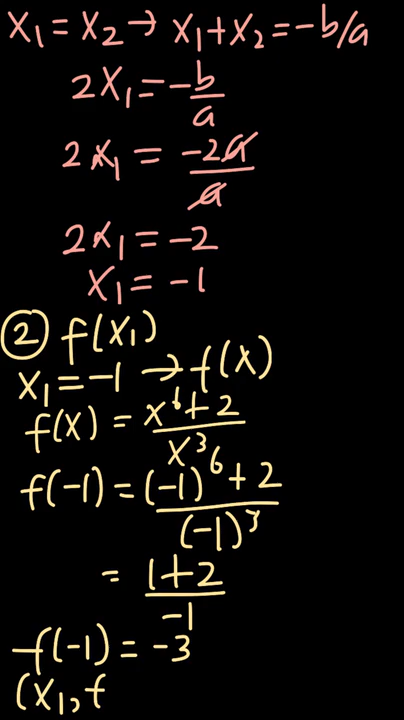 X₁ = X₂ → X₁ + X₂ = -b/a
2X₁ = -b/a
2X₁ = -2a/a
2X₁ = -2
X₁ = -1
② f(X₁)
X₁ = -1 → f(X)
f(X) = x⁶+2/x³
f(-1) = (-1)⁶+2/(-1)³
= 1+2/-1
f(-1) = -3
(X₁, f